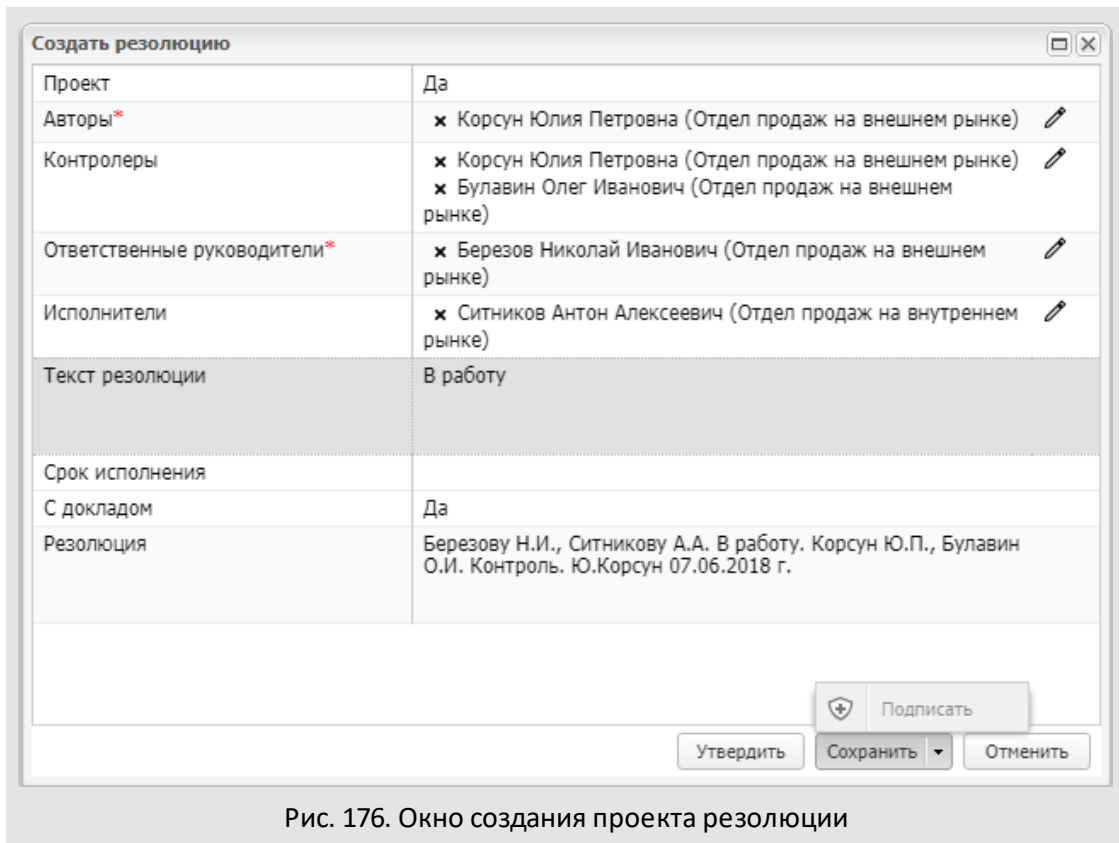 Создать резолюцию
Проект Да
Авторы* × Корсун Юлия Петровна (Отдел продаж на внешнем рынке)
Контролеры × Корсун Юлия Петровна (Отдел продаж на внешнем рынке)
× Булавин Олег Иванович (Отдел продаж на внешнем
рынке)
Ответственные руководители* × Березов Николай Иванович (Отдел продаж на внешнем
рынке)
Исполнители × Ситников Антон Алексеевич (Отдел продаж на внутреннем
рынке)
Текст резолюции В работу
Срок исполнения
С докладом Да
Резолюция Березову Н.И., Ситникову А.А. В работу. Корсун Ю.П., Булавин
О.И. Контроль. Ю.Корсун 07.06.2018 г.
Подписать
Утвердить Сохранить Отменить
Рис. 176. Окно создания проекта резолюции